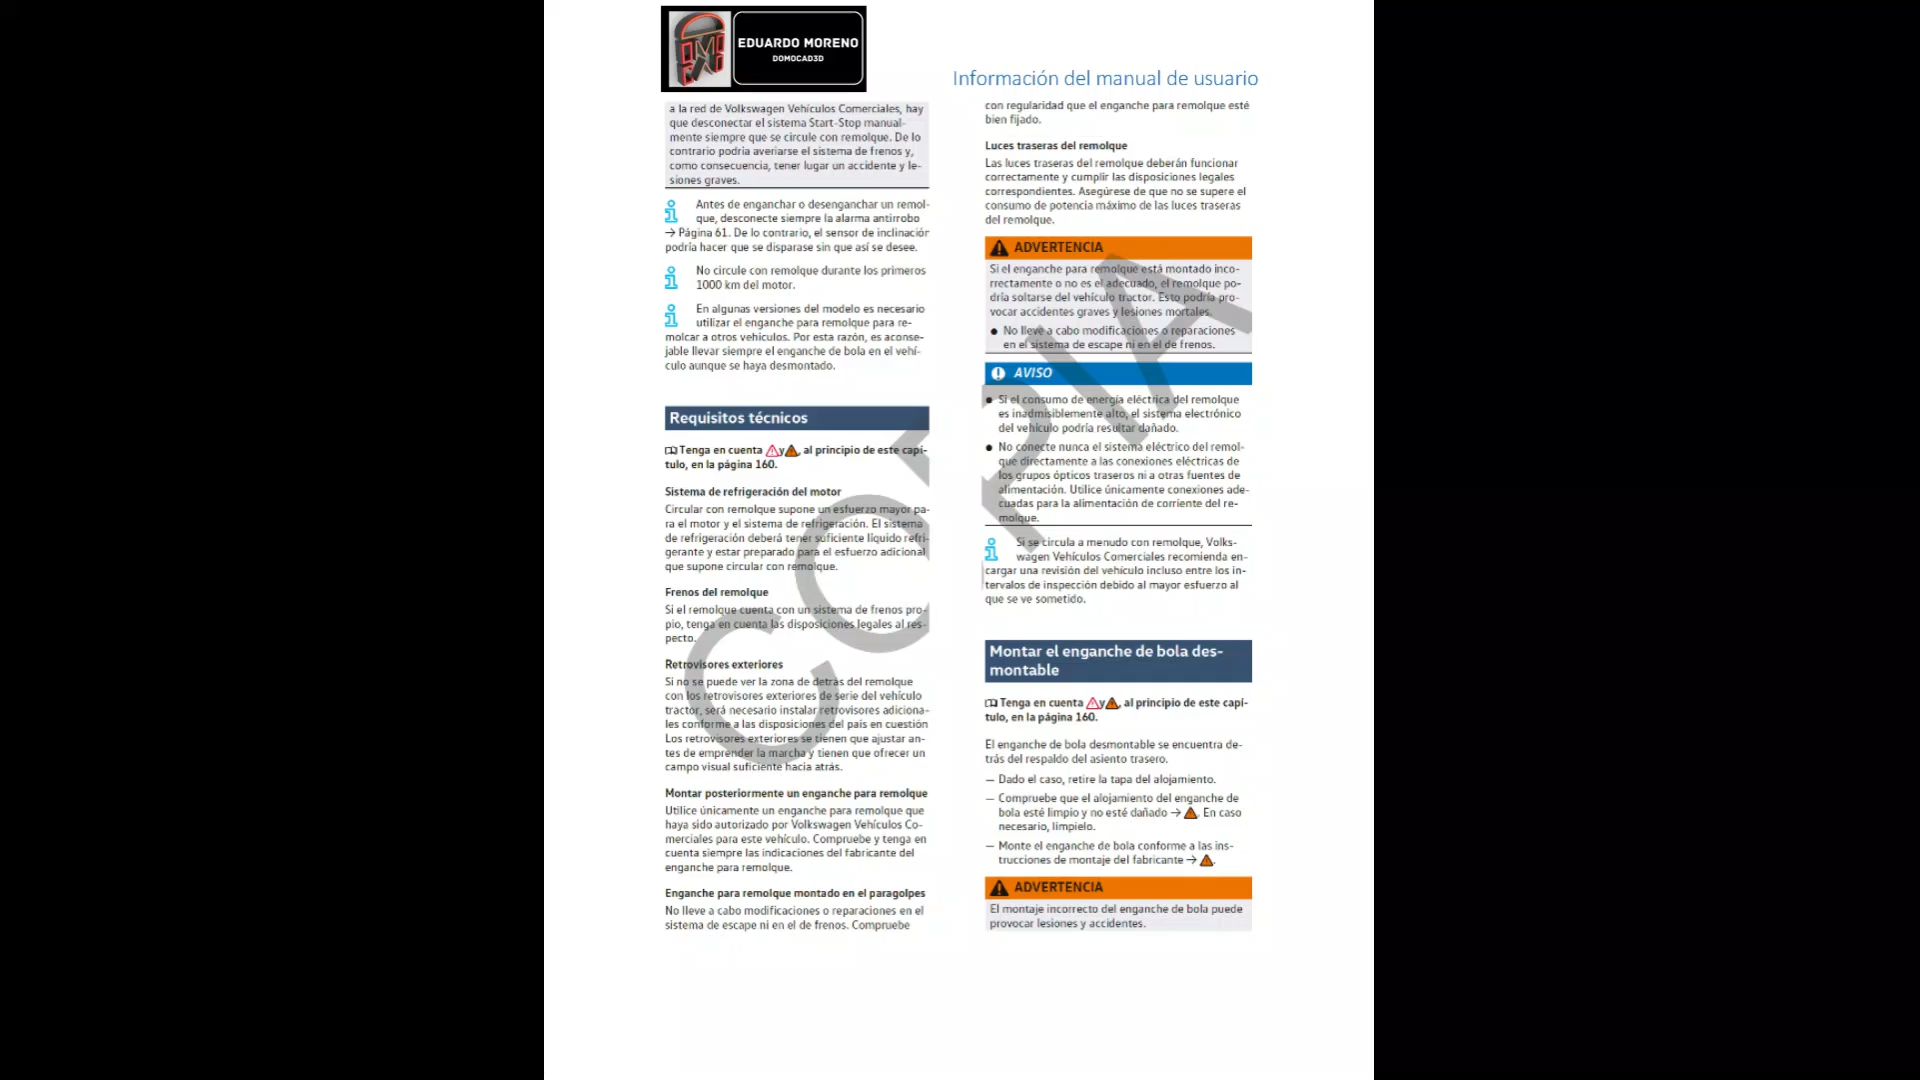 EDUARDO MORENO
DOMOCAD3D
Información del manual de usuario
a la red de Volkswagen Vehículos Comerciales, hay
que desconectar el sistema Start-Stop manual-
mente siempre que se circule con remolque. De lo
contrario podría averiarse el sistema de frenos y,
como consecuencia, tener lugar un accidente y le-
siones graves.
Antes de enganchar o desenganchar un remol-
que, desconecte siempre la alarma antirrobo
→ Página 61. De lo contrario, el sensor de inclinación
podría hacer que se disparase sin que así se desee.
No circule con remolque durante los primeros
1000 km del motor.
En algunas versiones del modelo es necesario
utilizar el enganche para remolque para re-
molcar a otros vehículos. Por esta razón, es aconse-
jable llevar siempre el enganche de bola en el vehí-
culo aunque se haya desmontado.
Requisitos técnicos
Tenga en cuenta y , al principio de este capí-
tulo, en la página 160.
Sistema de refrigeración del motor
Circular con remolque supone un esfuerzo mayor pa-
ra el motor y el sistema de refrigeración. El sistema
de refrigeración deberá tener suficiente líquido refri-
gerante y estar preparado para el esfuerzo adicional
que supone circular con remolque.
Frenos del remolque
Si el remolque cuenta con un sistema de frenos pro-
pio, tenga en cuenta las disposiciones legales al res-
pecto.
Retrovisores exteriores
Si no se puede ver la zona de detrás del remolque
con los retrovisores exteriores de serie del vehículo
tractor, será necesario instalar retrovisores adiciona-
les conforme a las disposiciones del país en cuestión
Los retrovisores exteriores se tienen que ajustar an-
tes de emprender la marcha y tienen que ofrecer un
campo visual suficiente hacia atrás.
Montar posteriormente un enganche para remolque
Utilice únicamente un enganche para remolque que
haya sido autorizado por Volkswagen Vehículos Co-
merciales para este vehículo. Compruebe y tenga en
cuenta siempre las indicaciones del fabricante del
enganche para remolque.
Enganche para remolque montado en el paragolpes
No lleve a cabo modificaciones o reparaciones en el
sistema de escape ni en el de frenos. Compruebe
con regularidad que el enganche para remolque esté
bien fijado.
Luces traseras del remolque
Las luces traseras del remolque deberán funcionar
correctamente y cumplir las disposiciones legales
correspondientes. Asegúrese de que no se supere el
consumo de potencia máximo de las luces traseras
del remolque.
ADVERTENCIA
Si el enganche para remolque está montado inco-
rrectamente o no es el adecuado, el remolque po-
dría soltarse del vehículo tractor. Esto podría pro-
vocar accidentes graves y lesiones mortales.
● No lleve a cabo modificaciones o reparaciones
en el sistema de escape ni en el de frenos.
AVISO
● Si el consumo de energía eléctrica del remolque
es inadmisiblemente alto, el sistema electrónico
del vehículo podría resultar dañado.
● No conecte nunca el sistema eléctrico del remol-
que directamente a las conexiones eléctricas de
los grupos ópticos traseros ni a otras fuentes de
alimentación. Utilice únicamente conexiones ade-
cuadas para la alimentación de corriente del re-
molque.
Si se circula a menudo con remolque, Volks-
wagen Vehículos Comerciales recomienda en-
cargar una revisión del vehículo incluso entre los in-
tervalos de inspección debido al mayor esfuerzo al
que se ve sometido.
Montar el enganche de bola des-
montable
Tenga en cuenta y , al principio de este capí-
tulo, en la página 160.
El enganche de bola desmontable se encuentra de-
trás del respaldo del asiento trasero.
— Dado el caso, retire la tapa del alojamiento.
— Compruebe que el alojamiento del enganche de
bola esté limpio y no esté dañado → . En caso
necesario, límpielo.
— Monte el enganche de bola conforme a las ins-
trucciones de montaje del fabricante → .
ADVERTENCIA
El montaje incorrecto del enganche de bola puede
provocar lesiones y accidentes.
COPIA